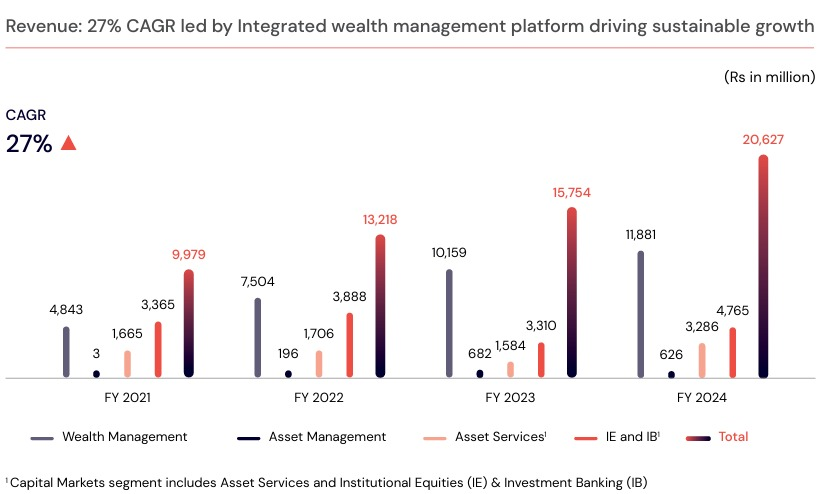 Revenue: 27% CAGR led by Integrated wealth management platform driving sustainable growth
(Rs in million)
CAGR
27%
4,843
3
1,665
3,365
9,979
7,504
196
1,706
3,888
13,218
10,159
682
1,584
3,310
15,754
11,881
626
3,286
4,765
20,627
FY 2021
FY 2022
FY 2023
FY 2024
Wealth Management
Asset Management
Asset Services¹
IE and IB¹
Total
¹ Capital Markets segment includes Asset Services and Institutional Equities (IE) & Investment Banking (IB)